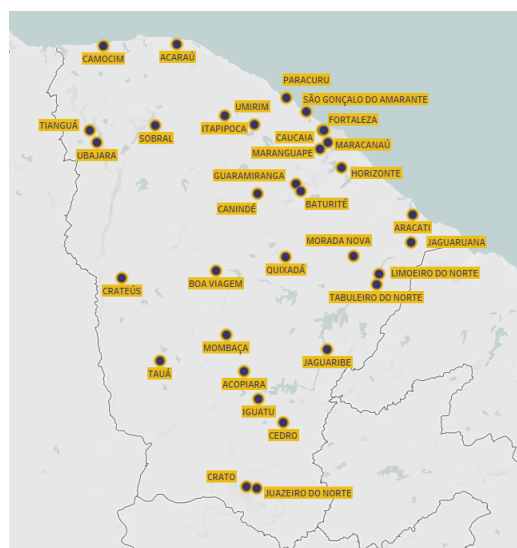 CAMOCIM
ACARAÚ
PARACURU
SÃO GONÇALO DO AMARANTE
UMIRIM
FORTALEZA
TIANGUÁ
ITAPIPOCA
SOBRAL
CAUCAIA
MARACANAÚ
UBAJARA
MARANGUAPE
HORIZONTE
GUARAMIRANGA
BATURITÉ
CANINDÉ
ARACATI
MORADA NOVA
JAGUARUANA
QUIXADÁ
LIMOEIRO DO NORTE
BOA VIAGEM
CRATEÚS
TABULEIRO DO NORTE
MOMBAÇA
JAGUARIBE
TAUÁ
ACOPIARA
IGUATU
CEDRO
CRATO
JUAZEIRO DO NORTE